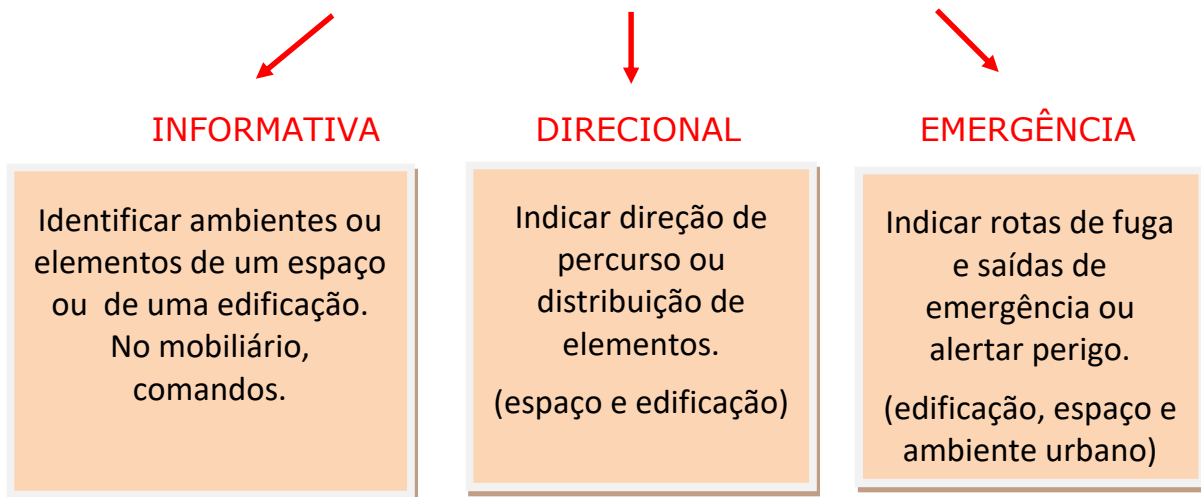 INFORMATIVA
Identificar ambientes ou
elementos de um espaço
ou de uma edificação.
No mobiliário,
comandos.
DIRECIONAL
Indicar direção de
percurso ou
distribuição de
elementos.
(espaço e edificação)
EMERGÊNCIA
Indicar rotas de fuga
e saídas de
emergência ou
alertar perigo.
(edificação, espaço e
ambiente urbano)